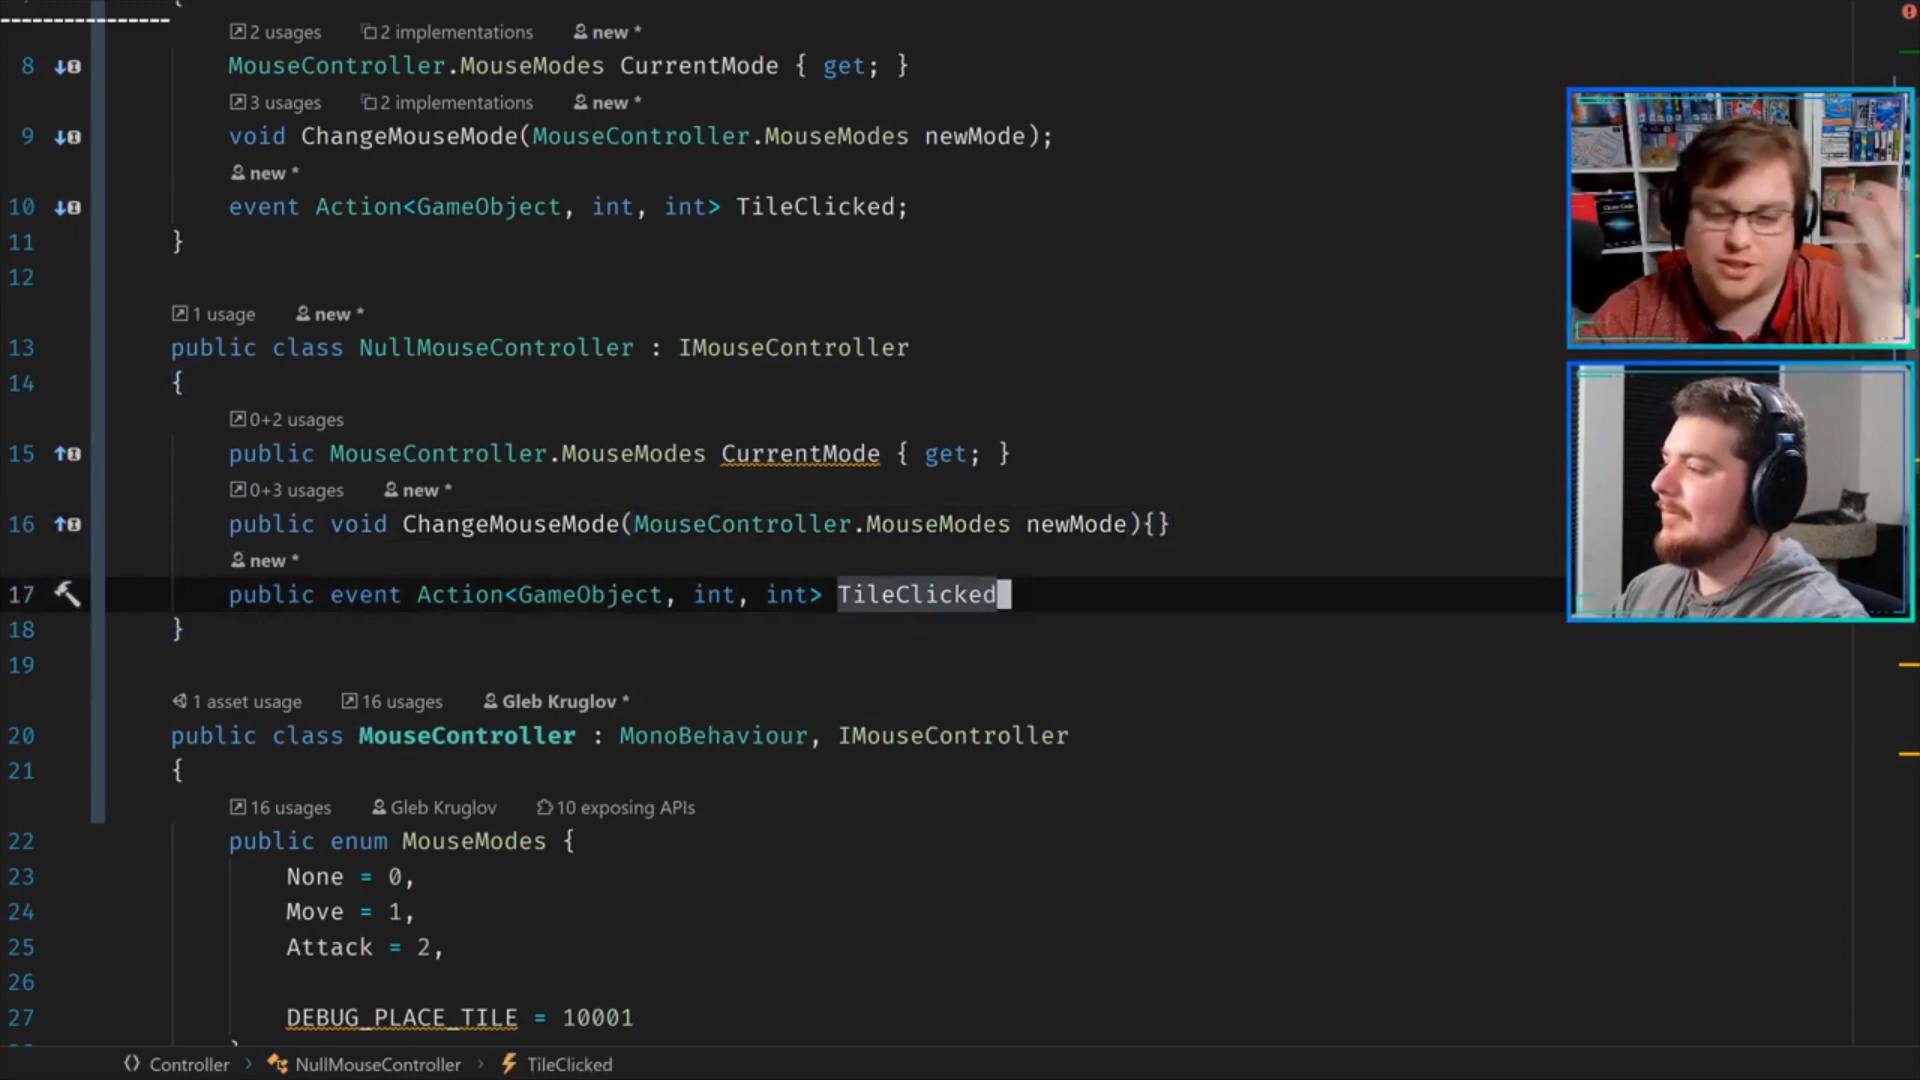 {
2 usages 2 implementations new *
8 MouseController.MouseModes CurrentMode { get; }
3 usages 2 implementations new *
9 void ChangeMouseMode(MouseController.MouseModes newMode);
new *
10 event Action<GameObject, int, int> TileClicked;
11 }
12
1 usage new *
13 public class NullMouseController : IMouseController
14 {
0+2 usages
15 public MouseController.MouseModes CurrentMode { get; }
0+3 usages new *
16 public void ChangeMouseMode(MouseController.MouseModes newMode){}
new *
17 public event Action<GameObject, int, int> TileClicked
18 }
19
1 asset usage 16 usages Gleb Kruglov *
20 public class MouseController : MonoBehaviour, IMouseController
21 {
16 usages Gleb Kruglov 10 exposing APIs
22 public enum MouseModes {
23 None = 0,
24 Move = 1,
25 Attack = 2,
26
27 DEBUG_PLACE_TILE = 10001
Controller › NullMouseController › TileClicked